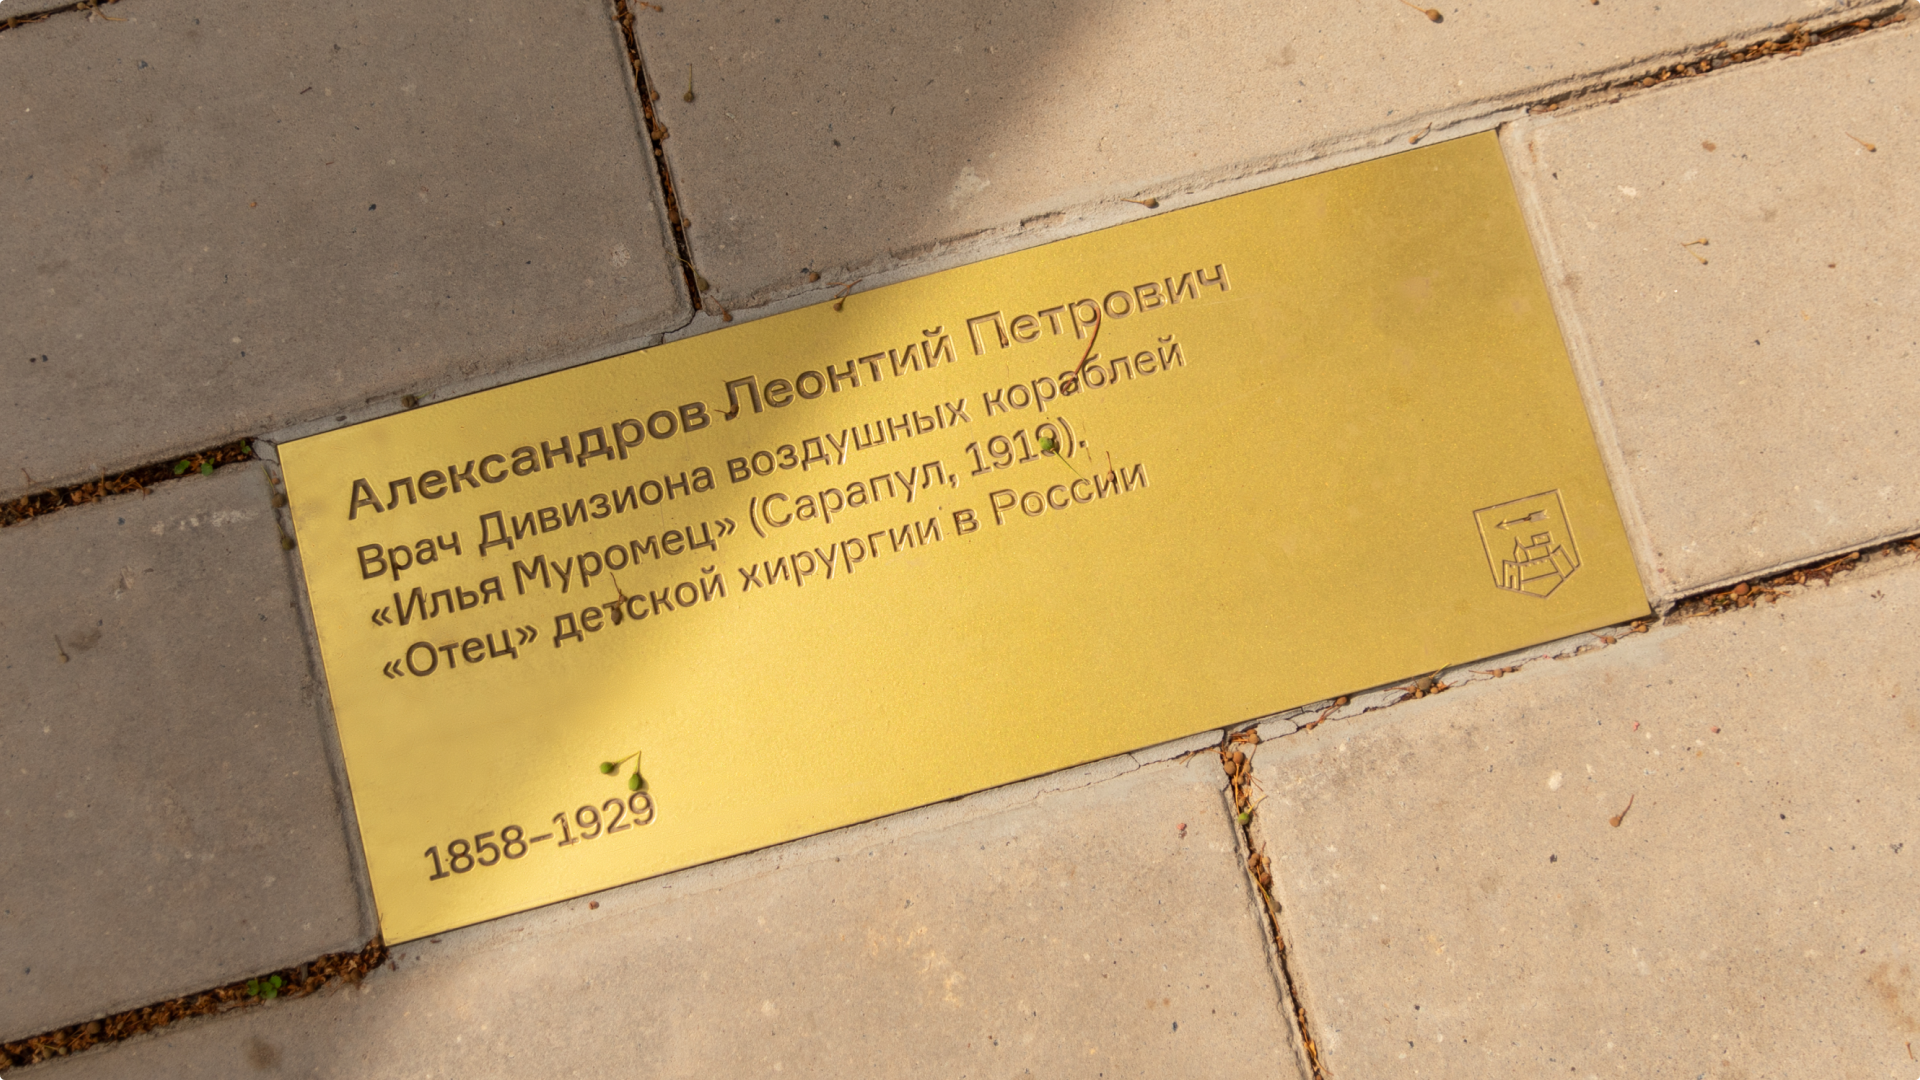 Александров Леонтий Петрович
Врач Дивизиона воздушных кораблей
«Илья Муромец» (Сарапул, 1919).
«Отец» детской хирургии в России
1858–1929